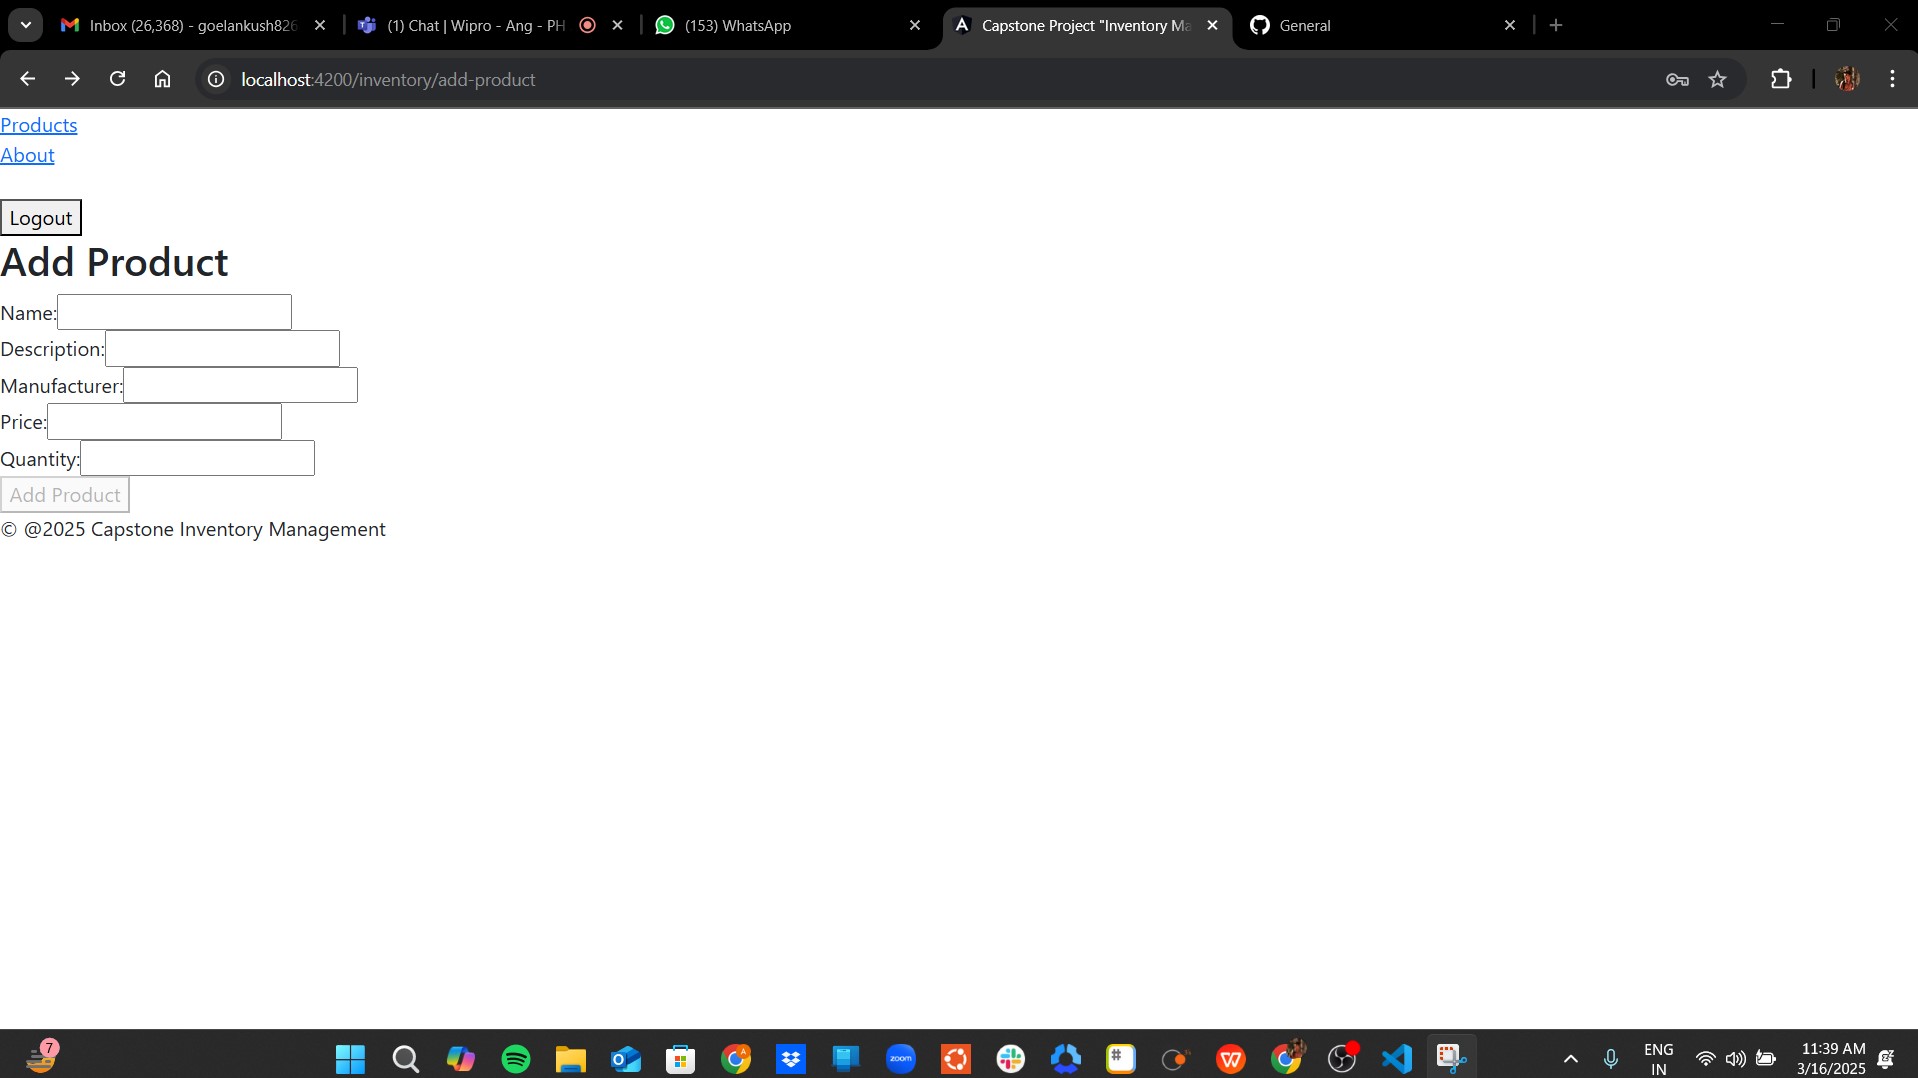 Inbox (26,368) - goelankush826
(1) Chat | Wipro - Ang - PH
(153) WhatsApp
Capstone Project "Inventory Ma
General
localhost:4200/inventory/add-product
Products
About
Logout
Add Product
Name:
Description:
Manufacturer:
Price:
Quantity:
Add Product
© @2025 Capstone Inventory Management
7
zoom
ENG
IN
11:39 AM
3/16/2025